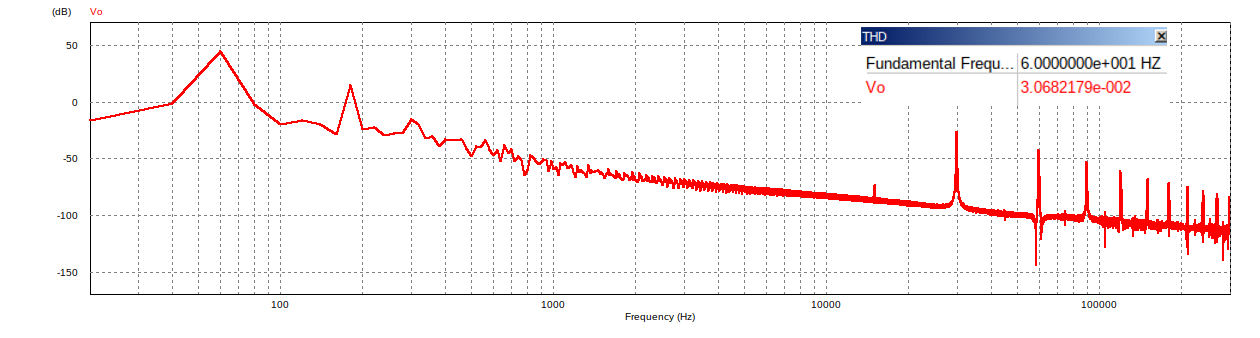 (dB) Vo
THD
50
Fundamental Frequ... 6.0000000e+001 HZ
Vo 3.0682179e-002
0
-50
-100
-150
100 1000 10000 100000
Frequency (Hz)